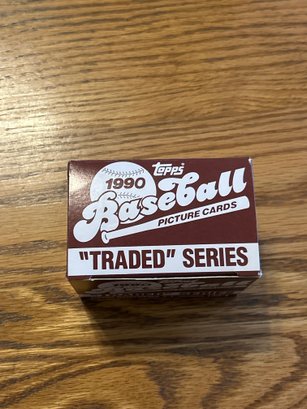 Topps
1990
Baseball
PICTURE CARDS
"TRADED" SERIES